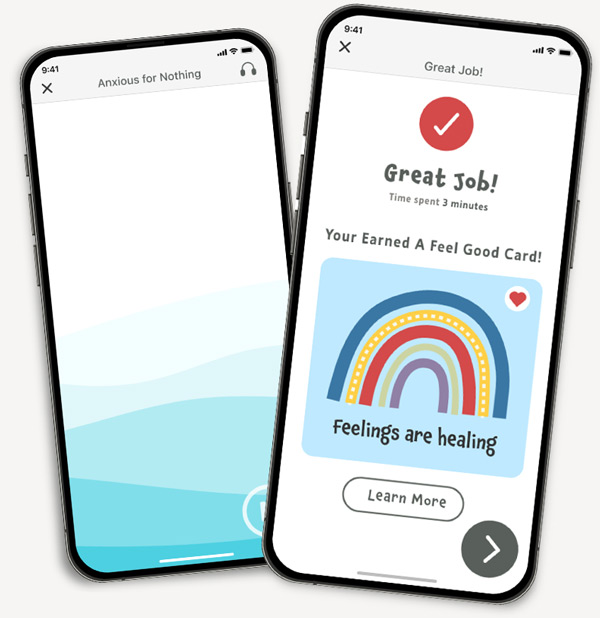 9:41
Anxious for Nothing
9:41
Great Job!
Great Job!
Time spent 3 minutes
Your Earned A Feel Good Card!
Feelings are healing
Learn More